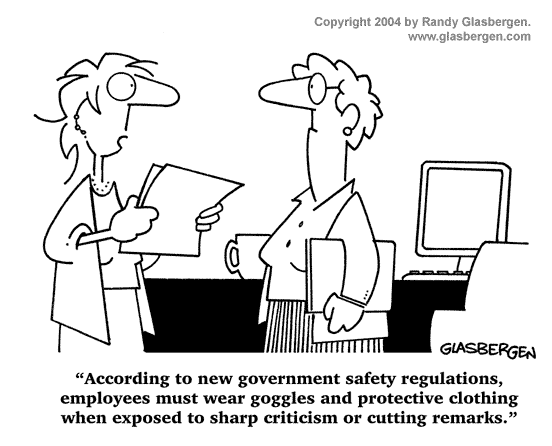 Copyright 2004 by Randy Glasbergen.
www.glasbergen.com
GLASBERGEN
“According to new government safety regulations,
employees must wear goggles and protective clothing
when exposed to sharp criticism or cutting remarks.”